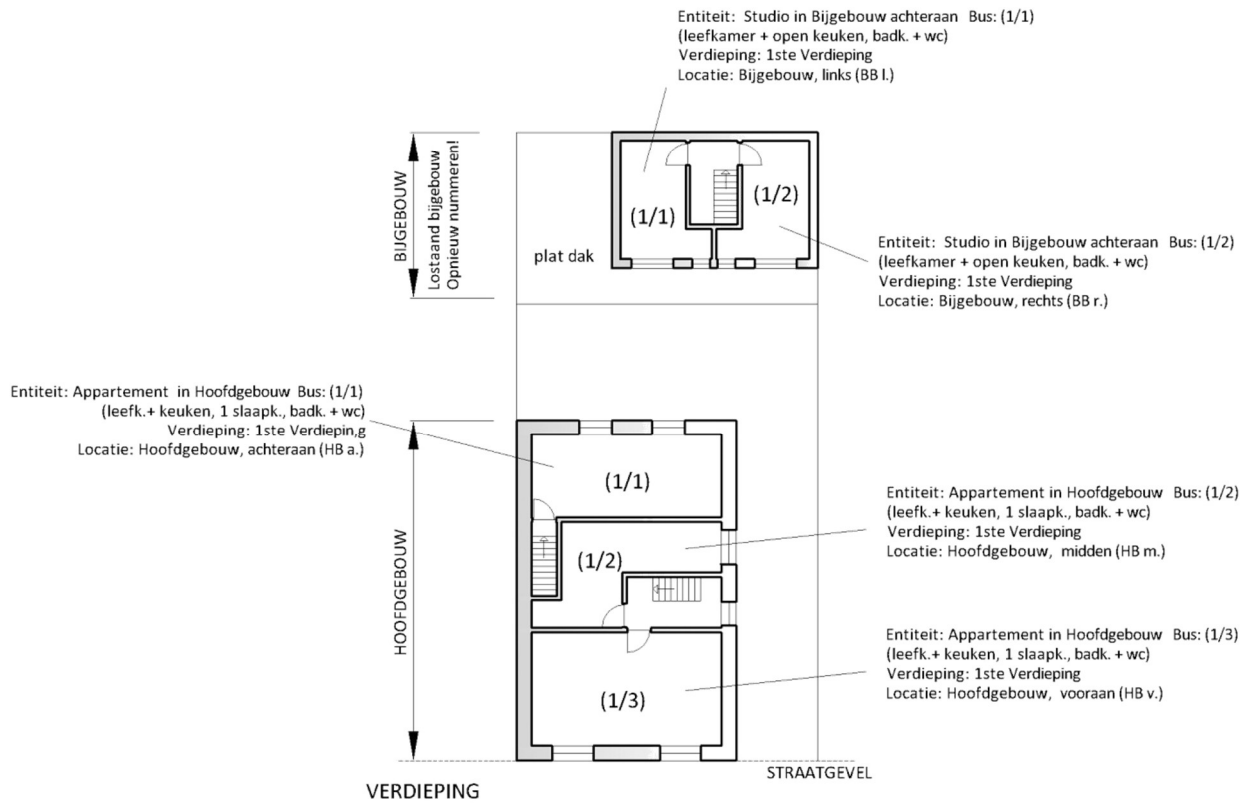 Entiteit: Studio in Bijgebouw achteraan Bus: (1/1)
(leefkamer + open keuken, badk. + wc)
Verdieping: 1ste Verdieping
Locatie: Bijgebouw, links (BB l.)
BIJGEBOUW
Lostaand bijgebouw
Opnieuw nummeren!
(1/1)
(1/2)
plat dak
Entiteit: Studio in Bijgebouw achteraan Bus: (1/2)
(leefkamer + open keuken, badk. + wc)
Verdieping: 1ste Verdieping
Locatie: Bijgebouw, rechts (BB r.)
Entiteit: Appartement in Hoofdgebouw Bus: (1/1)
(leefk.+ keuken, 1 slaapk., badk. + wc)
Verdieping: 1ste Verdiepin,g
Locatie: Hoofdgebouw, achteraan (HB a.)
HOOFDGEBOUW
(1/1)
Entiteit: Appartement in Hoofdgebouw Bus: (1/2)
(leefk.+ keuken, 1 slaapk., badk. + wc)
Verdieping: 1ste Verdieping
Locatie: Hoofdgebouw, midden (HB m.)
(1/2)
Entiteit: Appartement in Hoofdgebouw Bus: (1/3)
(leefk.+ keuken, 1 slaapk., badk. + wc)
Verdieping: 1ste Verdieping
Locatie: Hoofdgebouw, vooraan (HB v.)
(1/3)
STRAATGEVEL
VERDIEPING